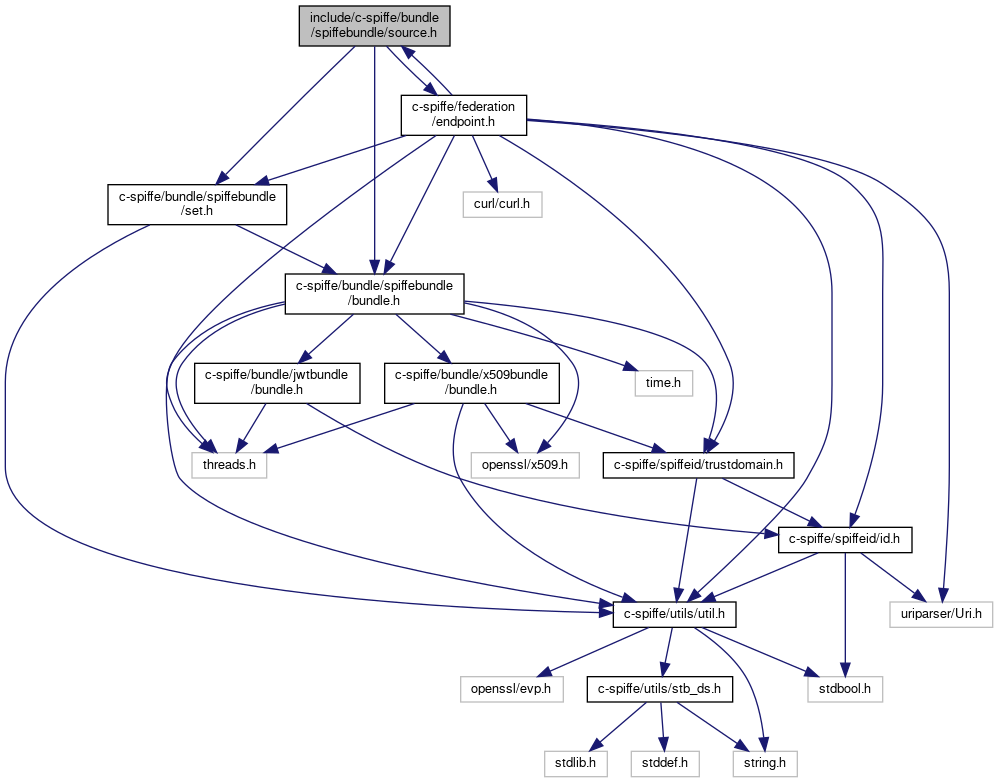 include/c-spiffe/bundle
/spiffebundle/source.h
c-spiffe/federation
/endpoint.h
c-spiffe/bundle/spiffebundle
/set.h
curl/curl.h
c-spiffe/bundle/spiffebundle
/bundle.h
c-spiffe/bundle/jwtbundle
/bundle.h
c-spiffe/bundle/x509bundle
/bundle.h
time.h
threads.h
openssl/x509.h
c-spiffe/spiffeid/trustdomain.h
c-spiffe/spiffeid/id.h
c-spiffe/utils/util.h
uriparser/Uri.h
openssl/evp.h
c-spiffe/utils/stb_ds.h
stdbool.h
stdlib.h
stddef.h
string.h